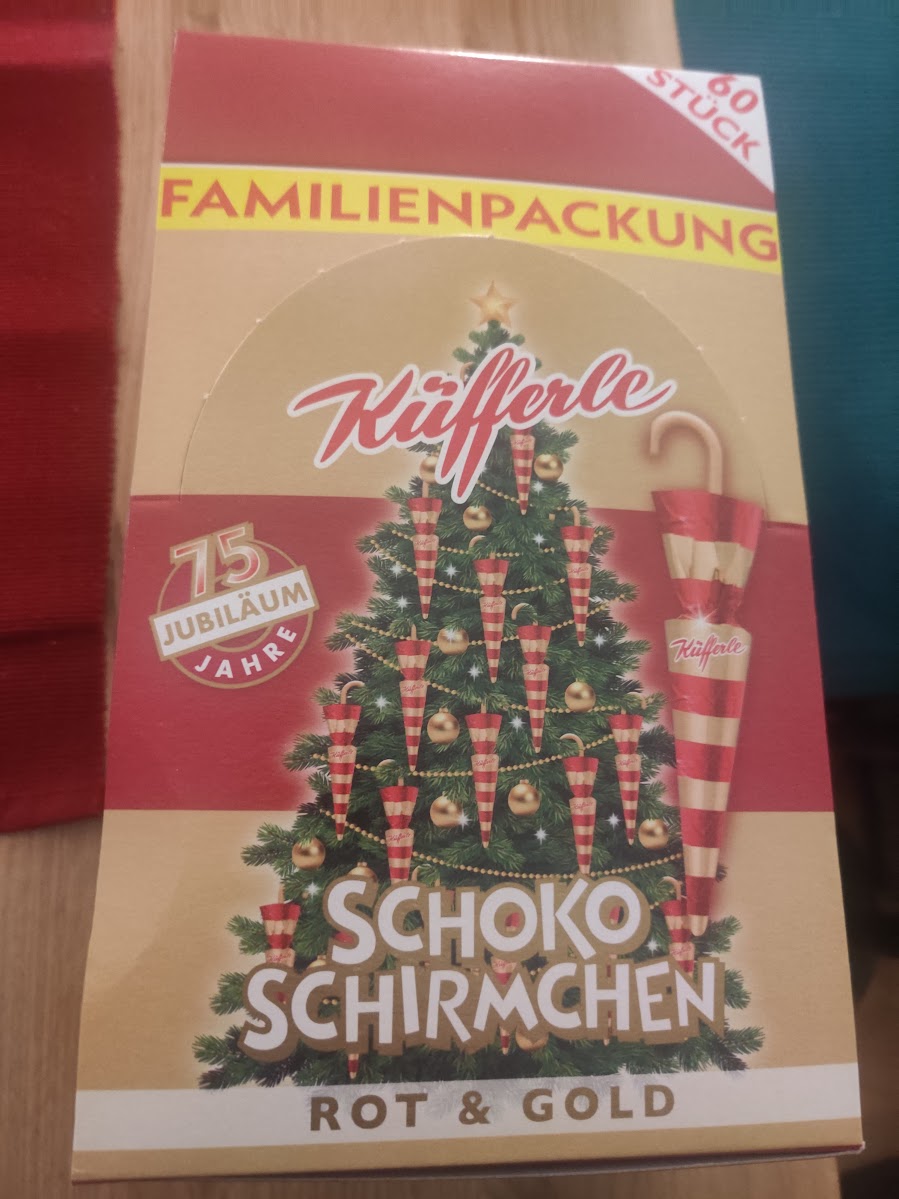 60
STÜCK
FAMILIENPACKUNG
Küfferle
75
JUBILÄUM
JAHRE
Küfferle
SCHOKO
SCHIRMCHEN
ROT & GOLD